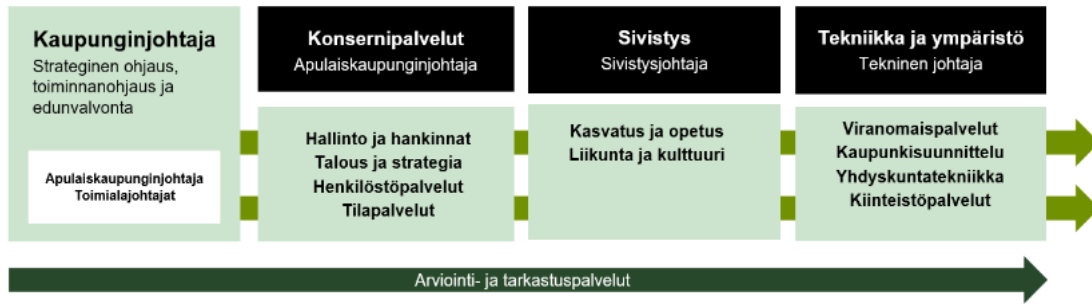 Kaupunginjohtaja
Strateginen ohjaus,
toiminnanohjaus ja
edunvalvonta
Apulaiskaupunginjohtaja
Toimialajohtajat
Konsernipalvelut
Apulaiskaupunginjohtaja
Hallinto ja hankinnat
Talous ja strategia
Henkilöstöpalvelut
Tilapalvelut
Sivistys
Sivistysjohtaja
Kasvatus ja opetus
Liikunta ja kulttuuri
Tekniikka ja ympäristö
Tekninen johtaja
Viranomaispalvelut
Kaupunkisuunnittelu
Yhdyskuntatekniikka
Kiinteistöpalvelut
Arviointi- ja tarkastuspalvelut